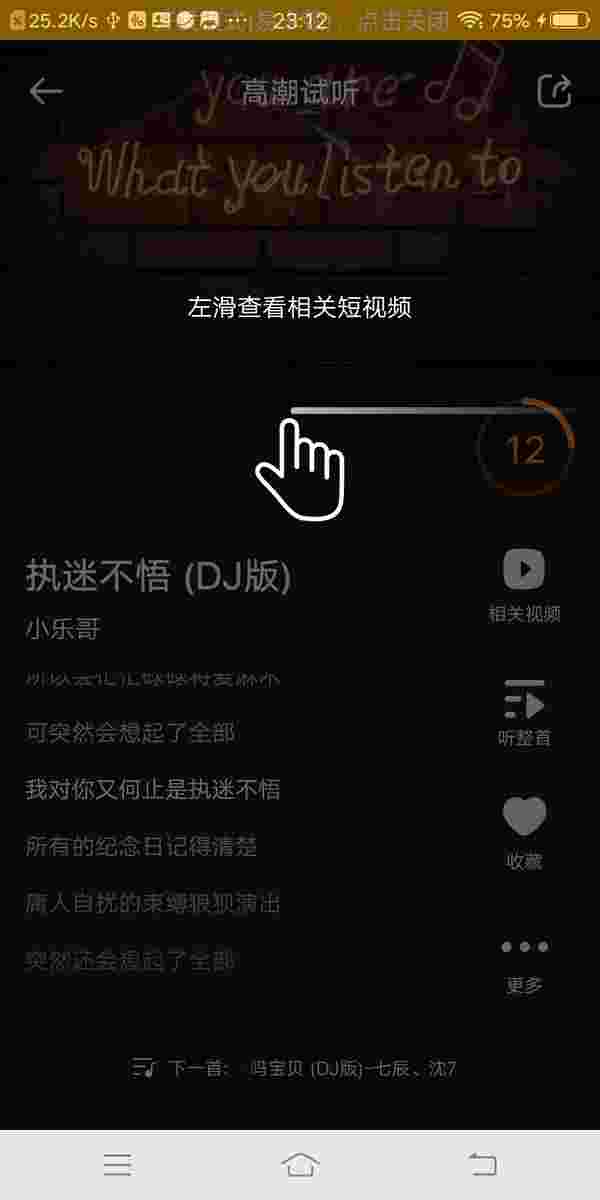 25.2K/s 23:12 点击关闭 75%
you are
高潮试听
What you listen to
左滑查看相关短视频
12
执迷不悟 (DJ版)
小乐哥
相关视频
可突然会想起了全部
听整首
我对你又何止是执迷不悟
所有的纪念日记得清楚
收藏
庸人自扰的束缚狼狈演出
突然还会想起了全部
更多
下一首: 吗宝贝 (DJ版)-七辰、沈7